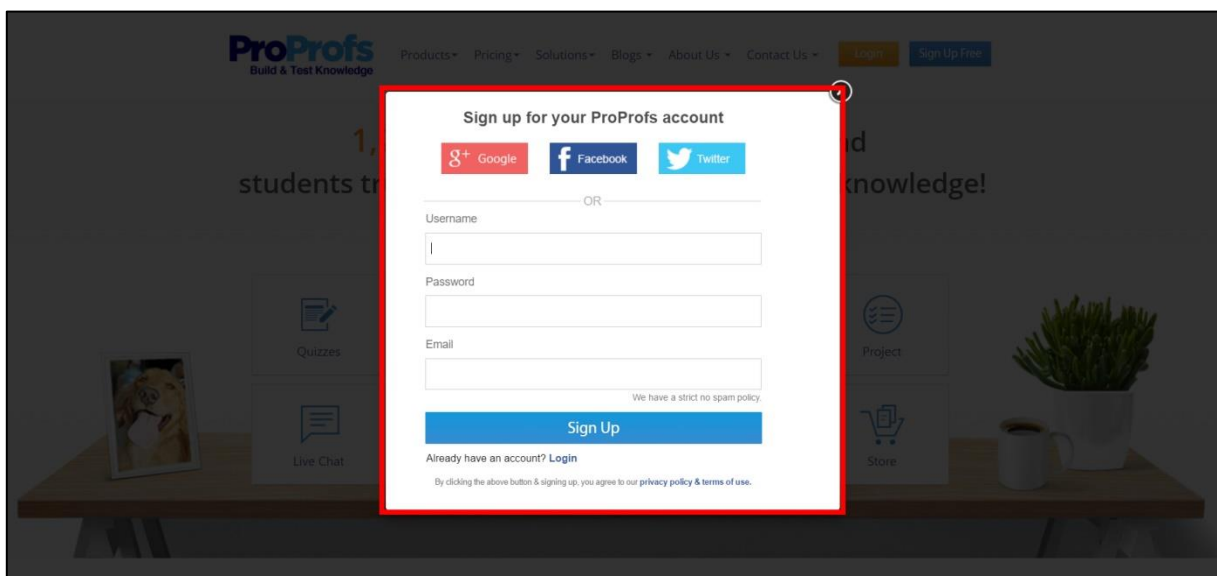 ProProfs
Build & Test Knowledge
Products Pricing Solutions Blogs About Us Contact Us Login Sign Up Free
1,
students
knowledge!
Sign up for your ProProfs account
g+ Google Facebook Twitter
OR
Username
Password
Email
We have a strict no spam policy.
Sign Up
Already have an account? Login
By clicking the above button & signing up, you agree to our privacy policy & terms of use.
Quizzes
Project
Live Chat
Store